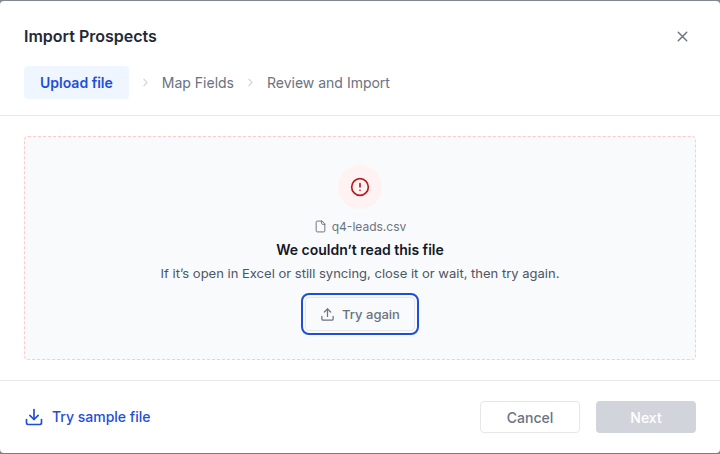 Import Prospects
Upload file
Map Fields
Review and Import
q4-leads.csv
We couldn't read this file
If it's open in Excel or still syncing, close it or wait, then try again.
Try again
Try sample file
Cancel
Next